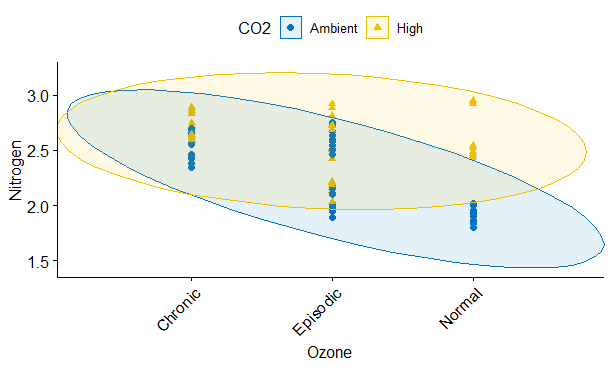 CO2 Ambient High
Nitrogen
3.0
2.5
2.0
1.5
Chronic Episodic Normal
Ozone